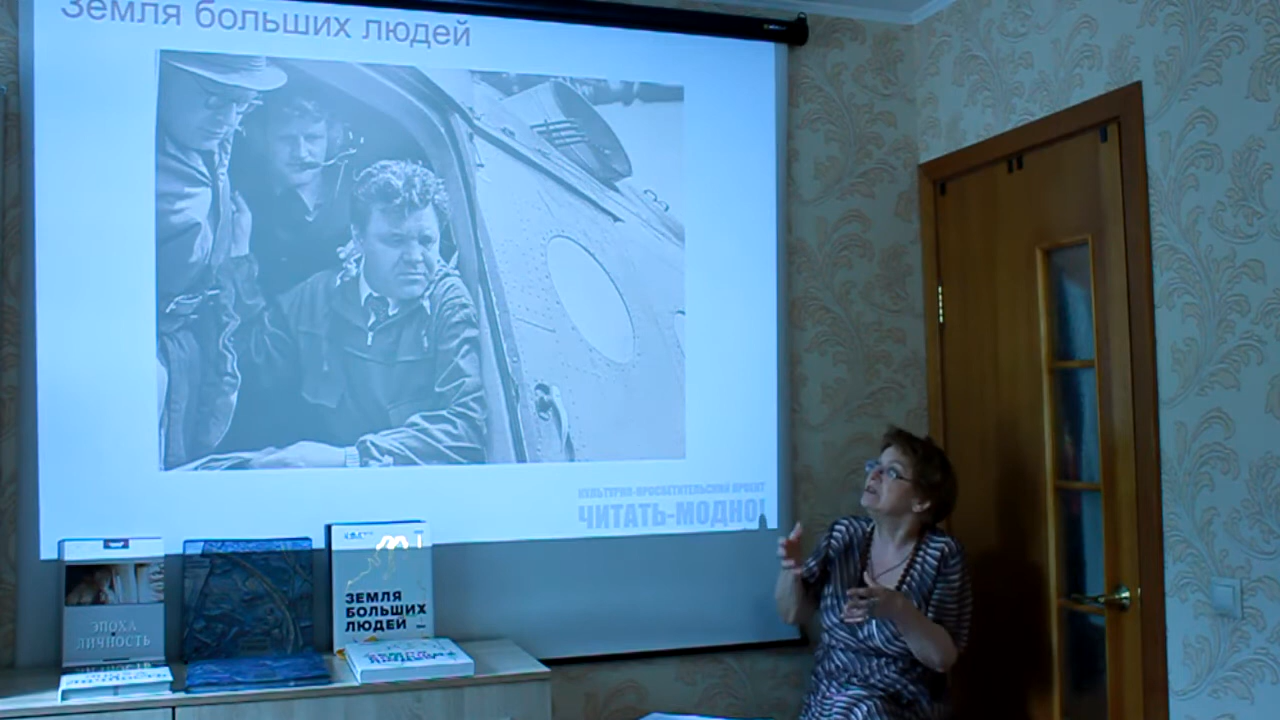 Земля больших людей
КУЛЬТУРНО-ПРОСВЕТИТЕЛЬСКИЙ ПРОЕКТ
ЧИТАТЬ-МОДНО!
ЭПОХА
ЛИЧНОСТЬ
ЗЕМЛЯ
БОЛЬШИХ
ЛЮДЕЙ